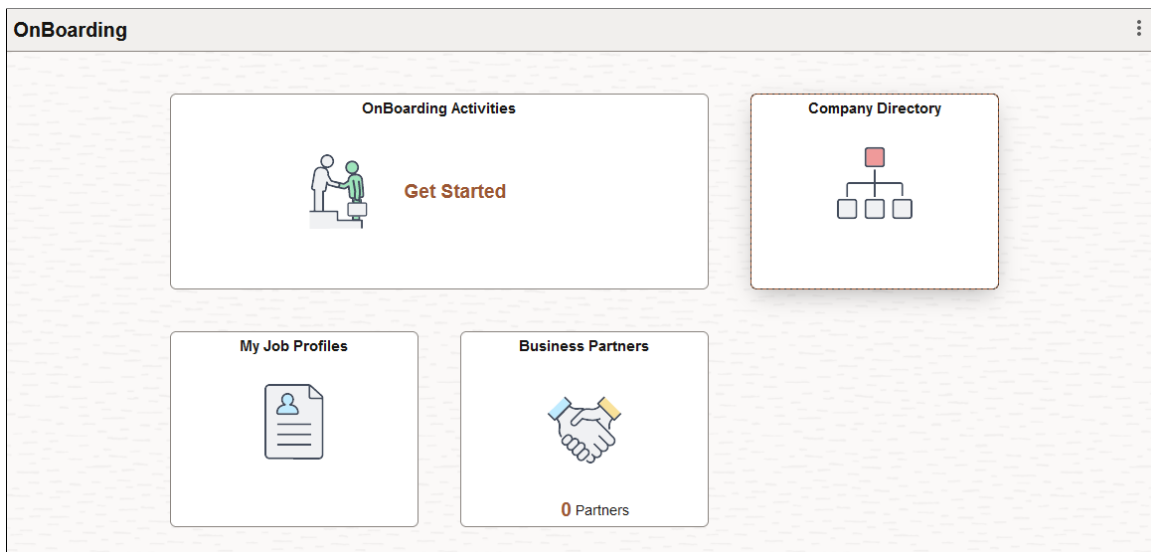 OnBoarding
OnBoarding Activities
Get Started
Company Directory
My Job Profiles
Business Partners
0 Partners